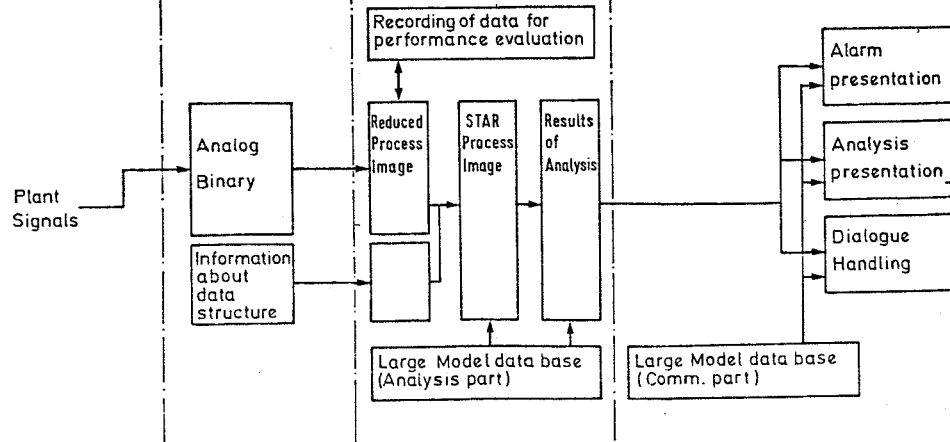 Recording of data for
performance evaluation
Plant
Signals
Analog
Binary
Information
about
data
structure
Reduced
Process
Image
STAR
Process
Image
Results
of
Analysis
Large Model data base
(Analysis part)
Large Model data base
(Comm. part)
Alarm
presentation
Analysis
presentation
Dialogue
Handling